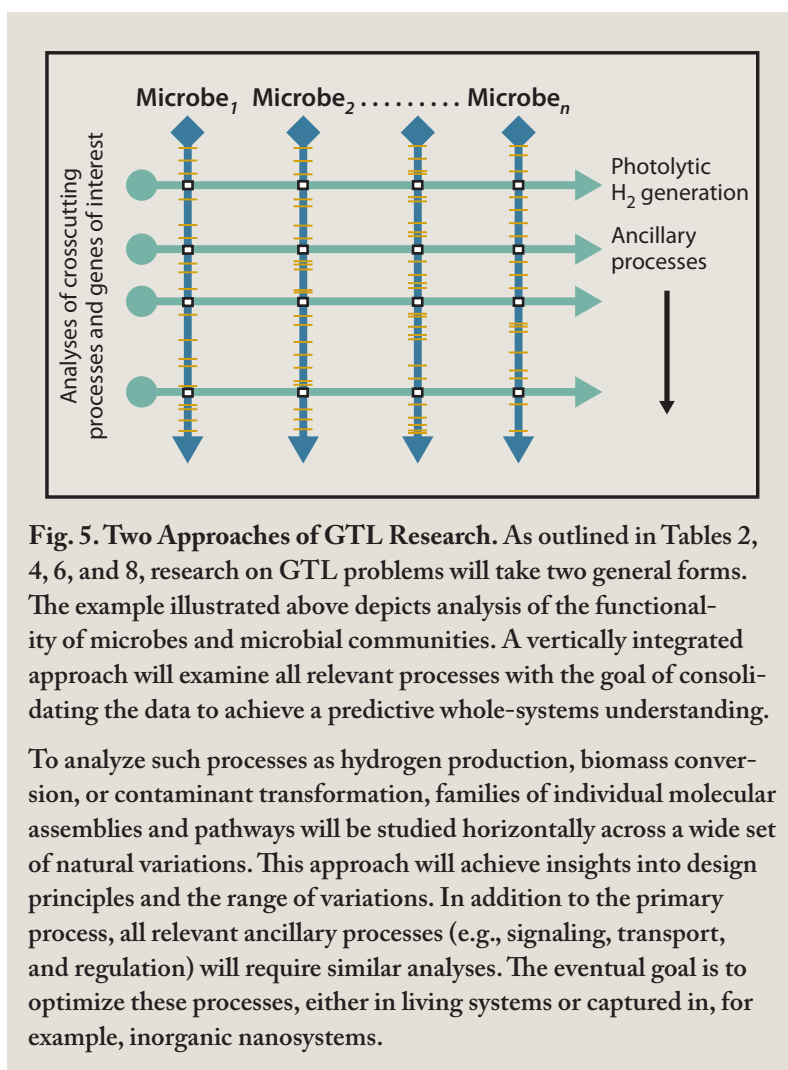 Microbe1 Microbe2 ......... Microben
Analyses of crosscutting
processes and genes of interest
Photolytic
H2 generation
Ancillary
processes
Fig. 5. Two Approaches of GTL Research. As outlined in Tables 2,
4, 6, and 8, research on GTL problems will take two general forms.
The example illustrated above depicts analysis of the functional-
ity of microbes and microbial communities. A vertically integrated
approach will examine all relevant processes with the goal of consoli-
dating the data to achieve a predictive whole-systems understanding.
To analyze such processes as hydrogen production, biomass conver-
sion, or contaminant transformation, families of individual molecular
assemblies and pathways will be studied horizontally across a wide set
of natural variations. This approach will achieve insights into design
principles and the range of variations. In addition to the primary
process, all relevant ancillary processes (e.g., signaling, transport,
and regulation) will require similar analyses. The eventual goal is to
optimize these processes, either in living systems or captured in, for
example, inorganic nanosystems.